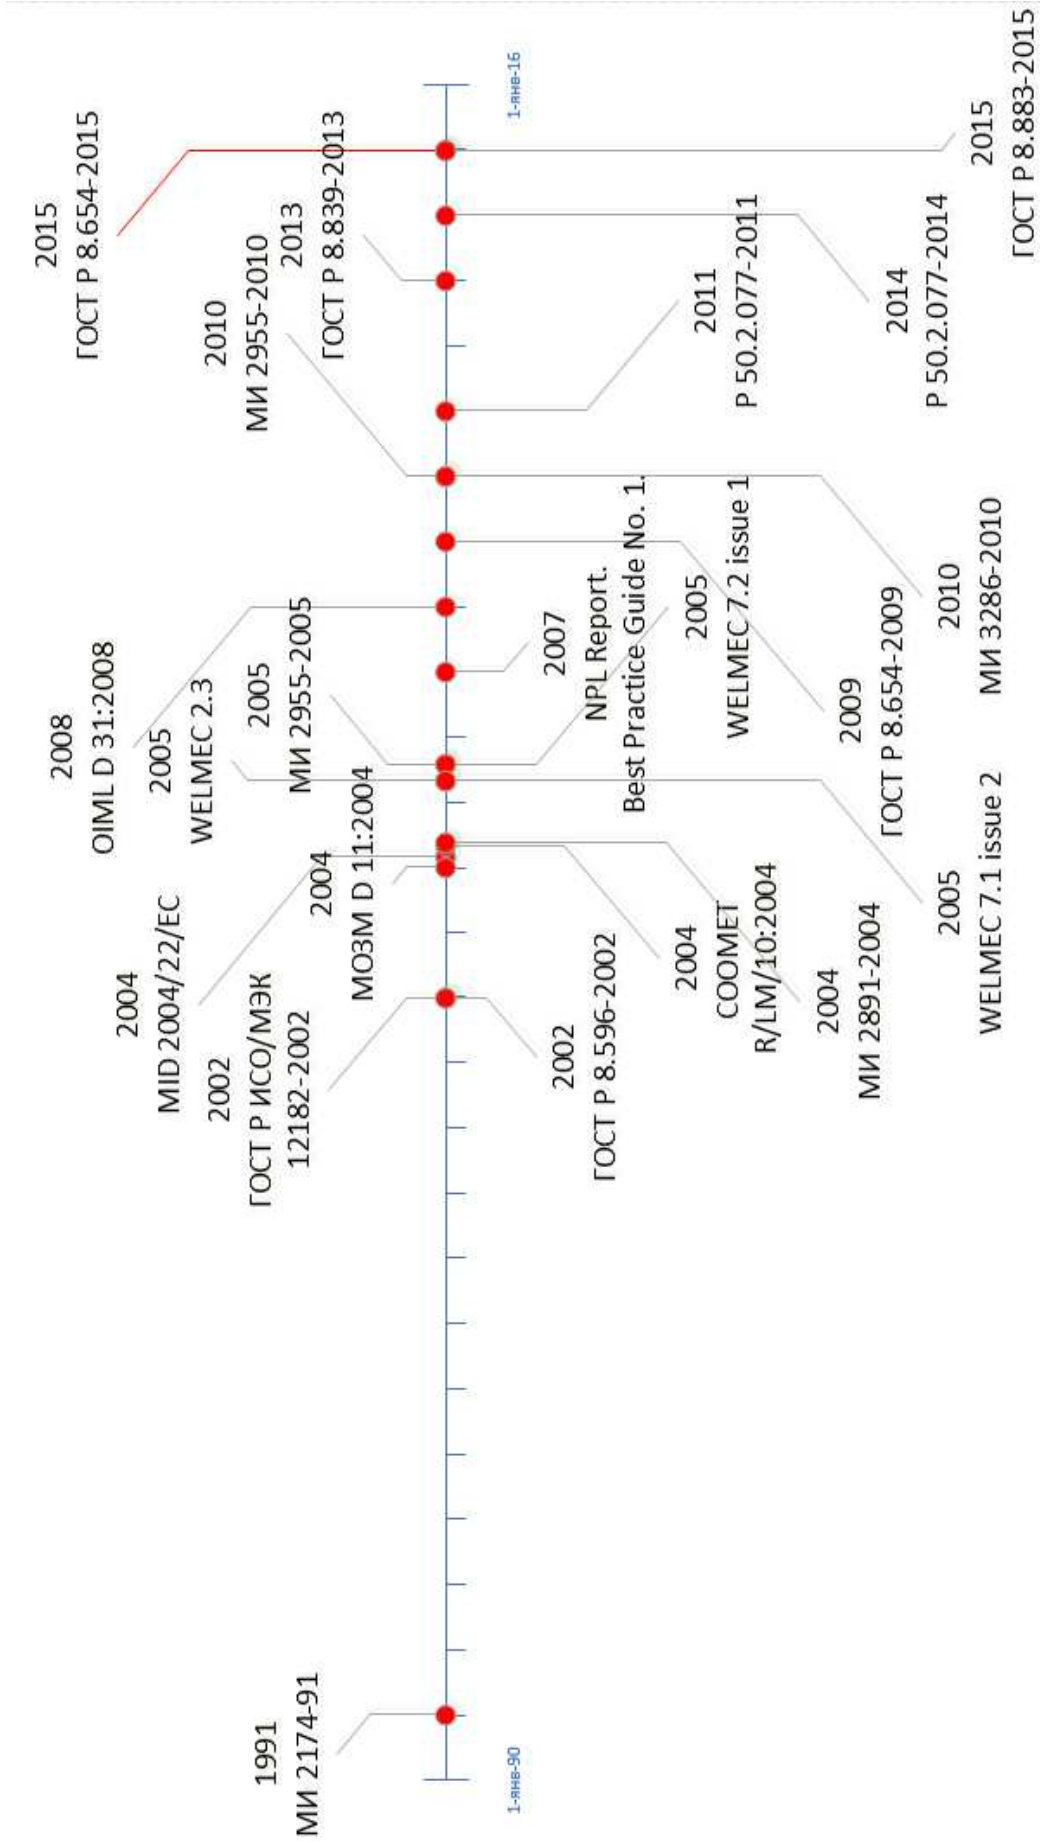 2015
ГОСТ Р 8.654-2015
2008
OIML D 31:2008
2004
MID 2004/22/EC
2005
WELMEC 2.3
2010
МИ 2955-2010
2002
ГОСТ Р ИСО/МЭК
12182-2002
1991
МИ 2174-91
2005
МИ 2955-2005
2013
ГОСТ Р 8.839-2013
2004
МОЗМ D 11:2004
1-янв-90
1-янв-16
2002
ГОСТ Р 8.596-2002
2007
NPL Report.
Best Practice Guide No. 1.
2004
COOMET
R/LM/10:2004
2005
WELMEC 7.2 issue 1
2011
Р 50.2.077-2011
2004
МИ 2891-2004
2009
ГОСТ Р 8.654-2009
2014
Р 50.2.077-2014
2005
WELMEC 7.1 issue 2
2010
МИ 3286-2010
2015
ГОСТ Р 8.883-2015